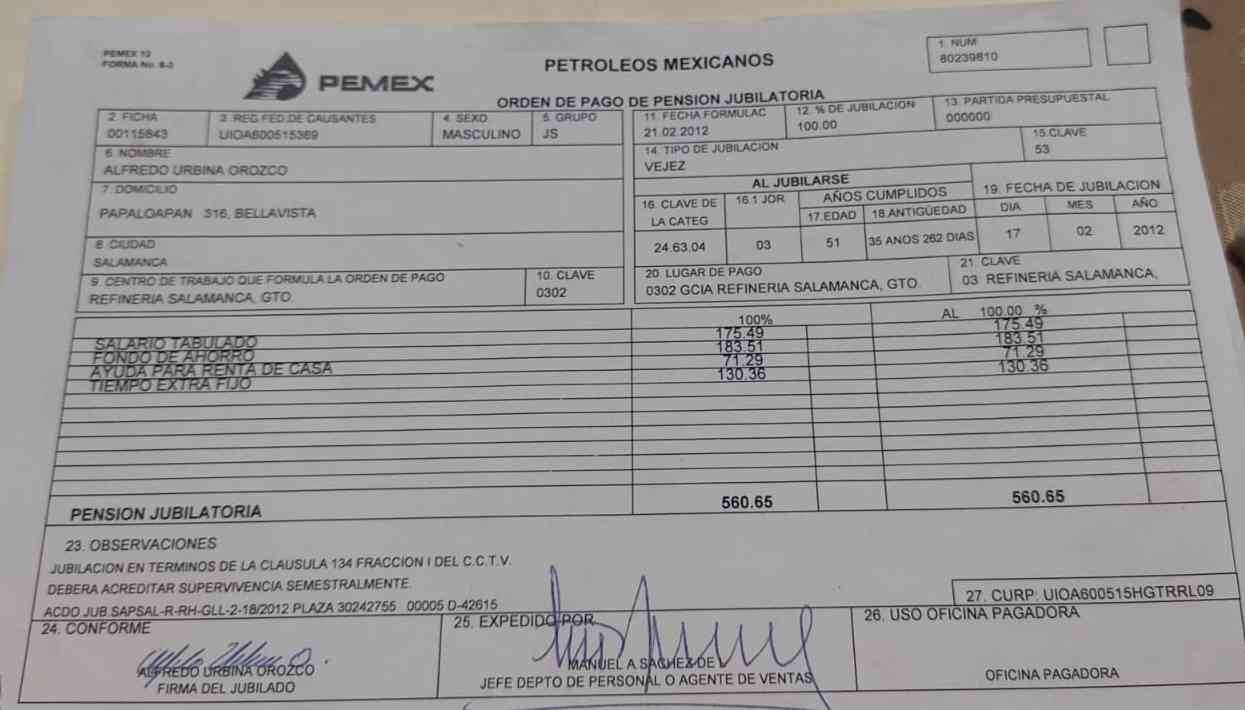 PEMEX 12
FORMA No. 8-3
PEMEX
PETROLEOS MEXICANOS
ORDEN DE PAGO DE PENSION JUBILATORIA
1. NUM
80239810
2. FICHA
00115843
3. REG.FED.DE CAUSANTES
UIOA600515369
4. SEXO
MASCULINO
5. GRUPO
JS
11. FECHA FORMULAC
21.02.2012
12. % DE JUBILACION
100.00
13. PARTIDA PRESUPUESTAL
000000
6. NOMBRE
ALFREDO URBINA OROZCO
14. TIPO DE JUBILACION
VEJEZ
15.CLAVE
53
7. DOMICILIO
PAPALOAPAN 316, BELLAVISTA
AL JUBILARSE
16. CLAVE DE LA CATEG
24.63.04
16.1 JOR
03
AÑOS CUMPLIDOS
17.EDAD
51
18.ANTIGÜEDAD
35 ANOS 262 DIAS
19. FECHA DE JUBILACION
DIA MES AÑO
17 02 2012
8. CIUDAD
SALAMANCA
9. CENTRO DE TRABAJO QUE FORMULA LA ORDEN DE PAGO
REFINERIA SALAMANCA, GTO.
10. CLAVE
0302
20. LUGAR DE PAGO
0302 GCIA REFINERIA SALAMANCA, GTO.
21. CLAVE
03 REFINERIA SALAMANCA,
100% AL 100.00 %
SALARIO TABULADO 175.49 175.49
FONDO DE AHORRO 183.51 183.51
AYUDA PARA RENTA DE CASA 71.29 71.29
TIEMPO EXTRA FIJO 130.36 130.36
PENSION JUBILATORIA 560.65 560.65
23. OBSERVACIONES
JUBILACION EN TERMINOS DE LA CLAUSULA 134 FRACCION I DEL C.C.T.V.
DEBERA ACREDITAR SUPERVIVENCIA SEMESTRALMENTE.
ACDO JUB.SAPSAL-R-RH-GLL-2-18/2012 PLAZA 30242755 00005 D-42615
27. CURP: UIOA600515HGTRRL09
24. CONFORME
ALFREDO URBINA OROZCO
FIRMA DEL JUBILADO
25. EXPEDIDO POR
MANUEL A SACHEZ DE
JEFE DEPTO DE PERSONAL O AGENTE DE VENTAS
26. USO OFICINA PAGADORA
OFICINA PAGADORA